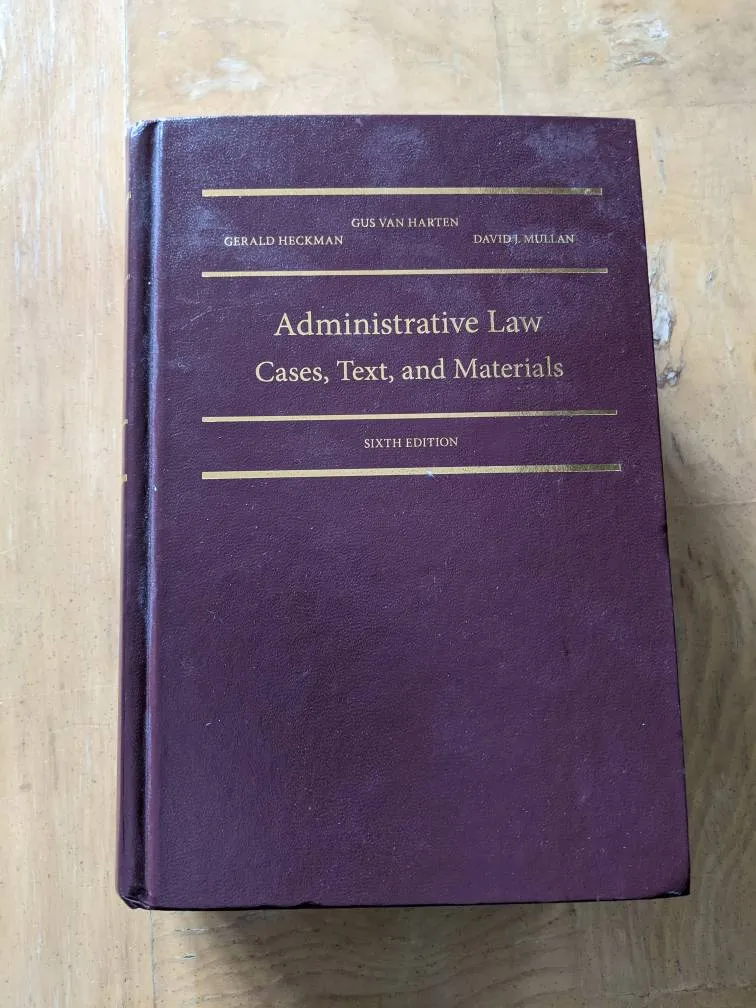 GUS VAN HARTEN
GERALD HECKMAN DAVID J. MULLAN
Administrative Law
Cases, Text, and Materials
SIXTH EDITION